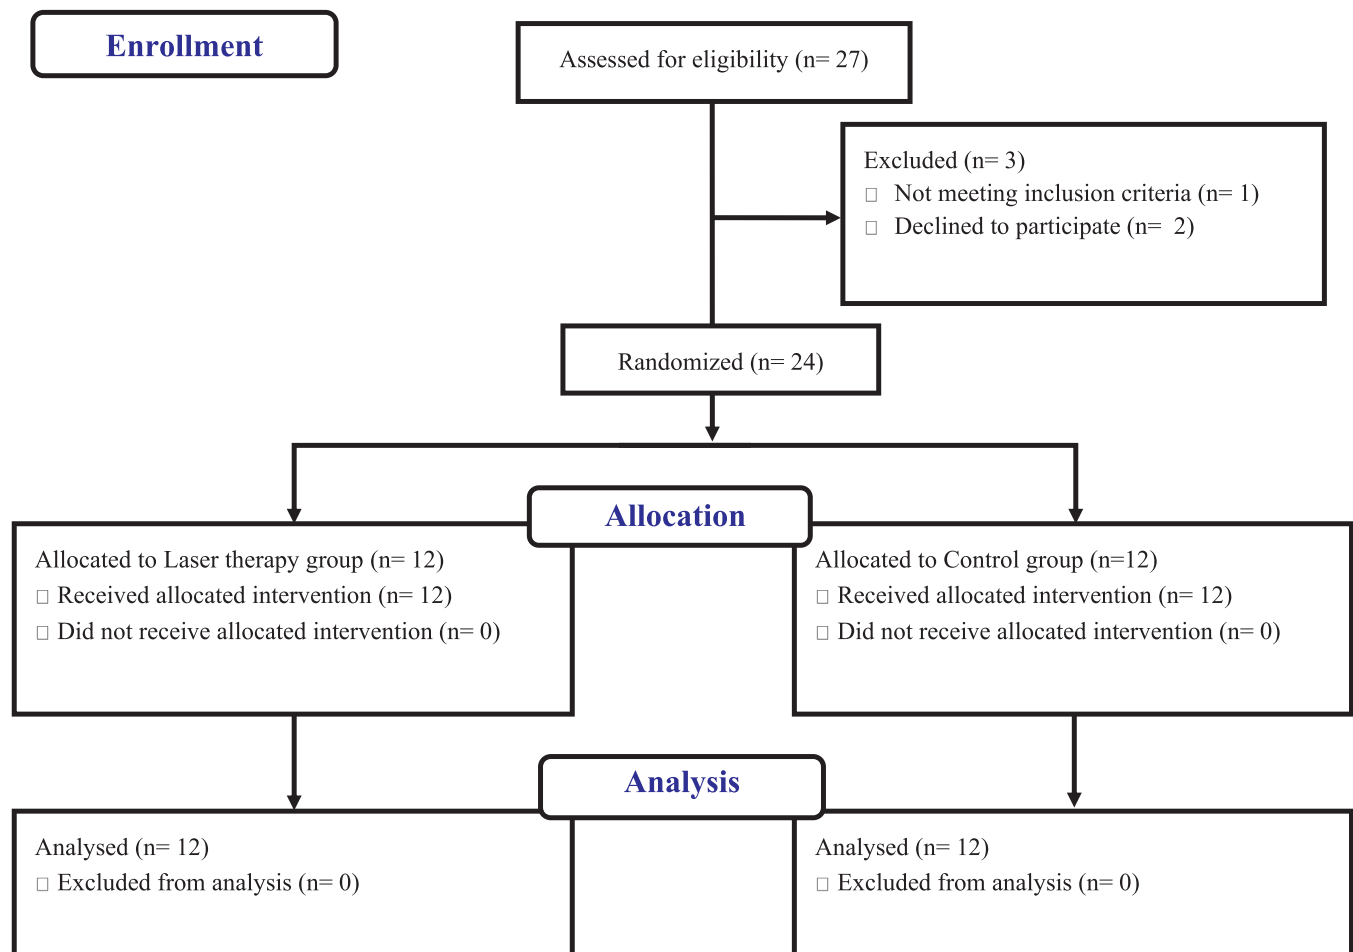 Enrollment
Assessed for eligibility (n= 27)
Excluded (n= 3)
Not meeting inclusion criteria (n= 1)
Declined to participate (n=  2)
Randomized (n= 24)
Allocation
Allocated to Laser therapy group (n= 12)
Received allocated intervention (n= 12)
Did not receive allocated intervention (n= 0)
Allocated to Control group (n=12)
Received allocated intervention (n= 12)
Did not receive allocated intervention (n= 0)
Analysis
Analysed (n= 12)
Excluded from analysis (n= 0)
Analysed (n= 12)
Excluded from analysis (n= 0)